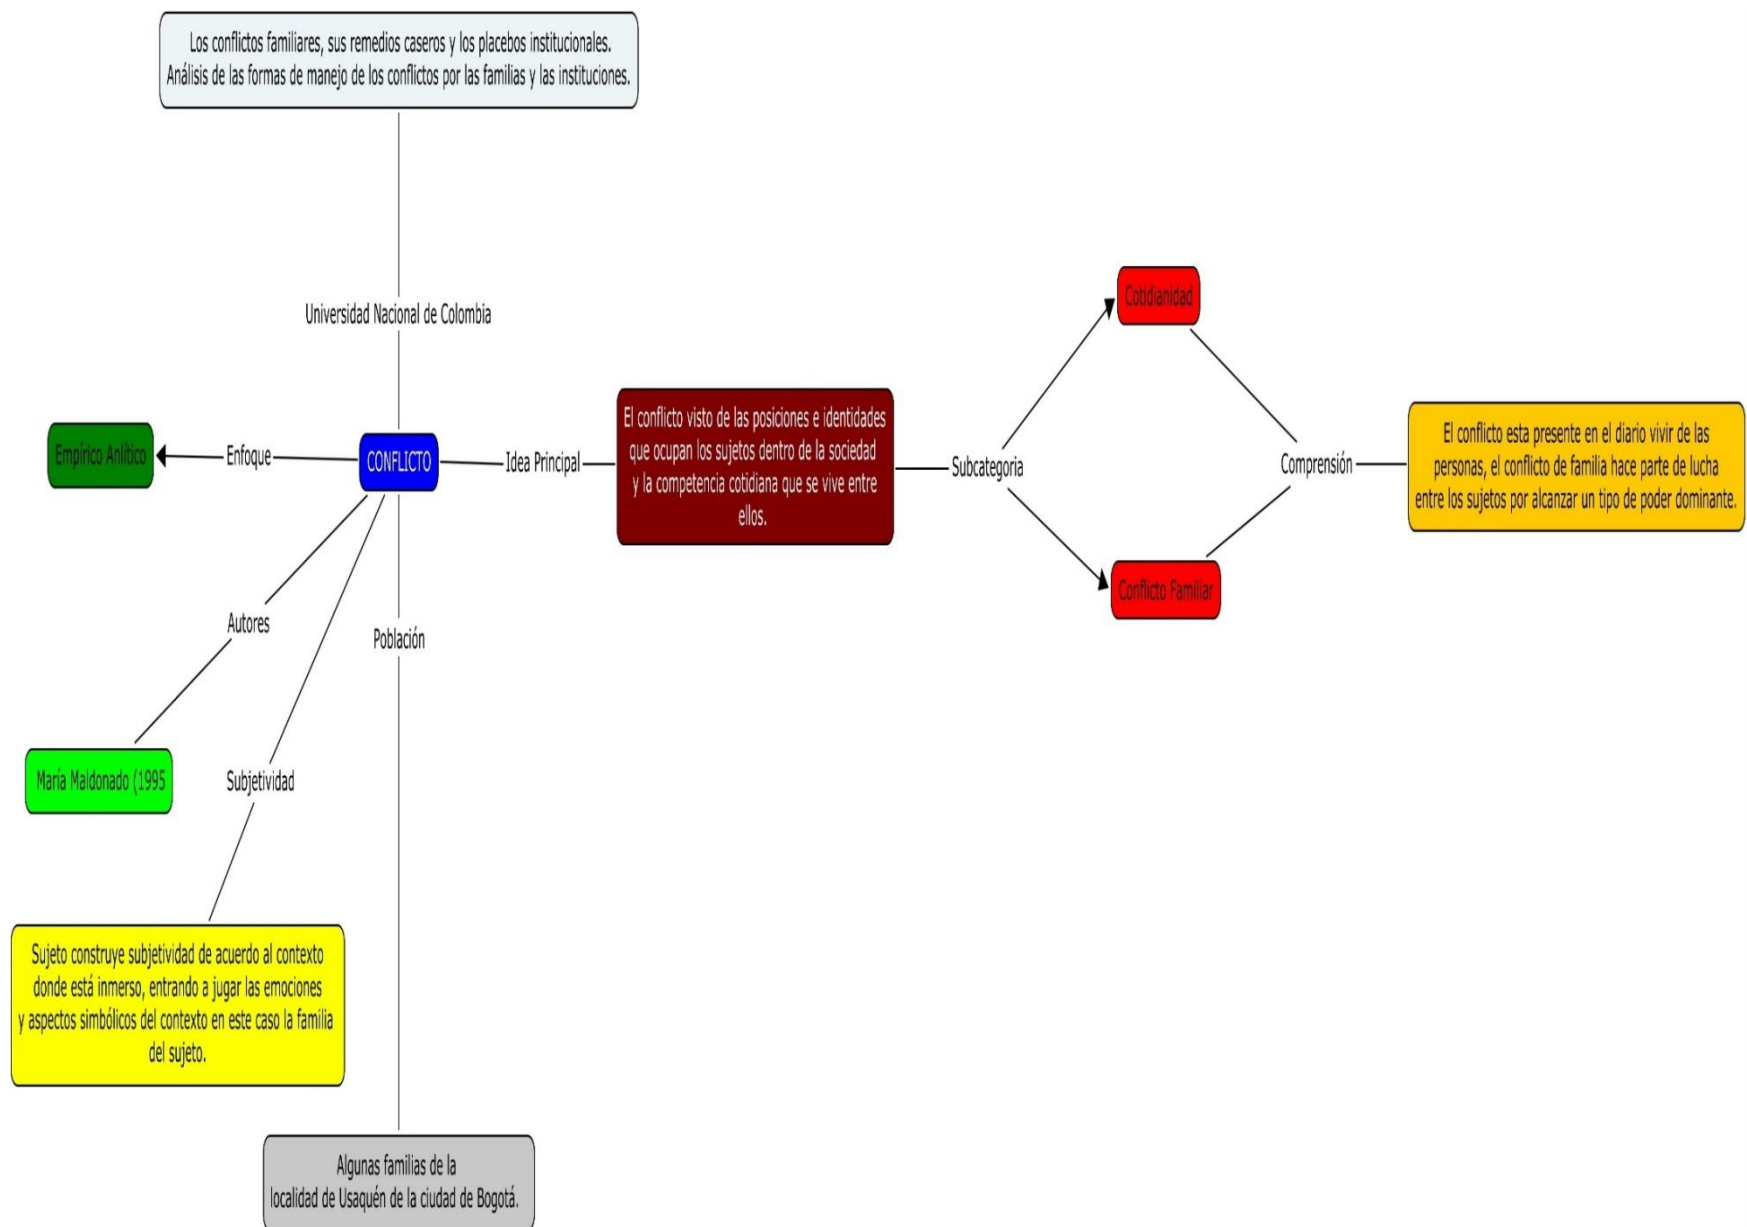 Los conflictos familiares, sus remedios caseros y los placebos institucionales.
Análisis de las formas de manejo de los conflictos por las familias y las instituciones.
Universidad Nacional de Colombia
Empírico Anlítico
Enfoque
CONFLICTO
Idea Principal
El conflicto visto de las posiciones e identidades
que ocupan los sujetos dentro de la sociedad
y la competencia cotidiana que se vive entre
ellos.
Subcategoria
Cotidianidad
Conflicto Familiar
Comprensión
El conflicto esta presente en el diario vivir de las
personas, el conflicto de familia hace parte de lucha
entre los sujetos por alcanzar un tipo de poder dominante.
Autores
María Maldonado (1995
Subjetividad
Sujeto construye subjetividad de acuerdo al contexto
donde está inmerso, entrando a jugar las emociones
y aspectos simbólicos del contexto en este caso la familia
del sujeto.
Población
Algunas familias de la
localidad de Usaquén de la ciudad de Bogotá.